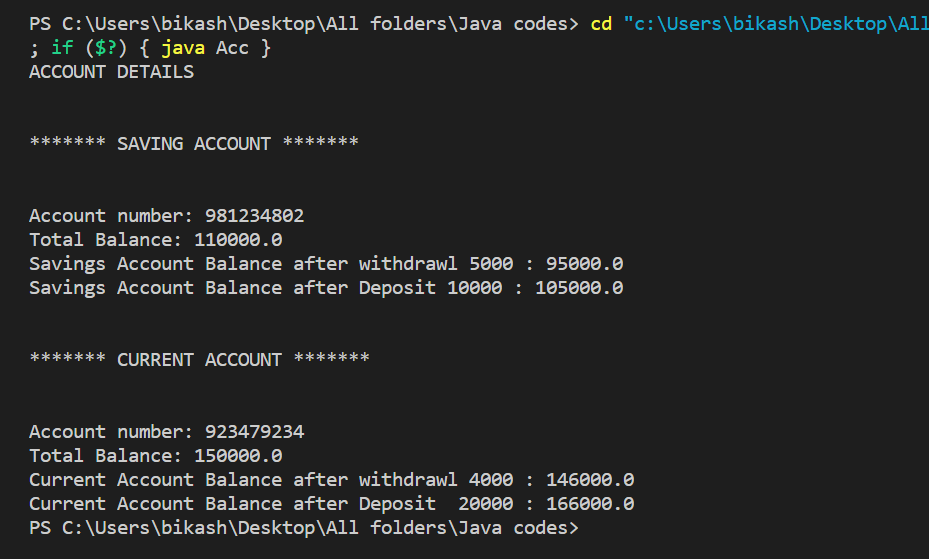 PS C:\Users\bikash\Desktop\All folders\Java codes> cd "c:\Users\bikash\Desktop\All
; if ($?) { java Acc }
ACCOUNT DETAILS
******* SAVING ACCOUNT *******
Account number: 981234802
Total Balance: 110000.0
Savings Account Balance after withdrawl 5000 : 95000.0
Savings Account Balance after Deposit 10000 : 105000.0
******* CURRENT ACCOUNT *******
Account number: 923479234
Total Balance: 150000.0
Current Account Balance after withdrawl 4000 : 146000.0
Current Account Balance after Deposit  20000 : 166000.0
PS C:\Users\bikash\Desktop\All folders\Java codes>